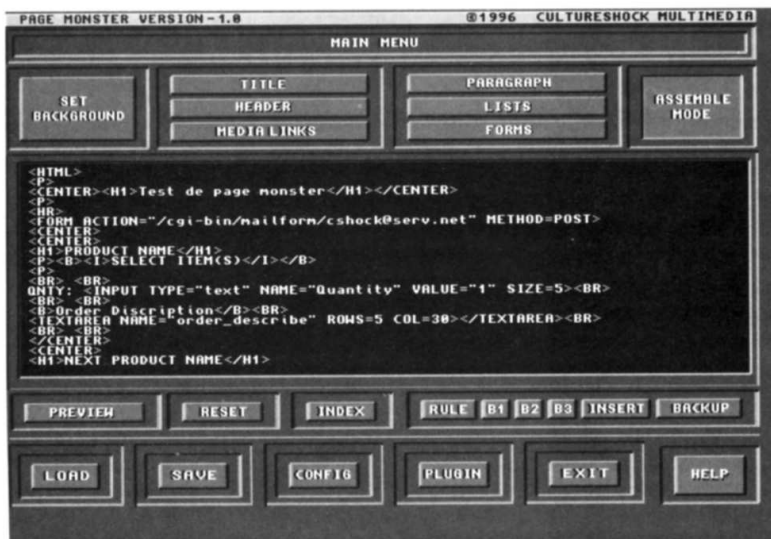 PAGE MONSTER VERSION-1.0 ©1996 CULTURESHOCK MULTIMEDIA
MAIN MENU
SET BACKGROUND
TITLE
HEADER
MEDIA LINKS
PARAGRAPH
LISTS
FORMS
ASSEMBLE MODE
<HTML>
<P>
<CENTER><H1>Test de page monster</H1></CENTER>
<P>
<HR>
<FORM ACTION="/cgi-bin/mailform/cshock@serv.net" METHOD=POST>
<CENTER>
<CENTER>
<H1>PRODUCT NAME</H1>
<P><B><I>SELECT ITEM(S)</I></B>
<P>
<BR> <BR>
QNTY: <INPUT TYPE="text" NAME="Quantity" VALUE="1" SIZE=5><BR>
<BR> <BR>
<B>Order Discription</B><BR>
<TEXTAREA NAME="order_describe" ROWS=5 COL=30></TEXTAREA><BR>
<BR> <BR>
</CENTER>
<CENTER>
<H1>NEXT PRODUCT NAME</H1>
PREVIEW RESET INDEX RULE B1 B2 B3 INSERT BACKUP
LOAD SAVE CONFIG PLUGIN EXIT HELP